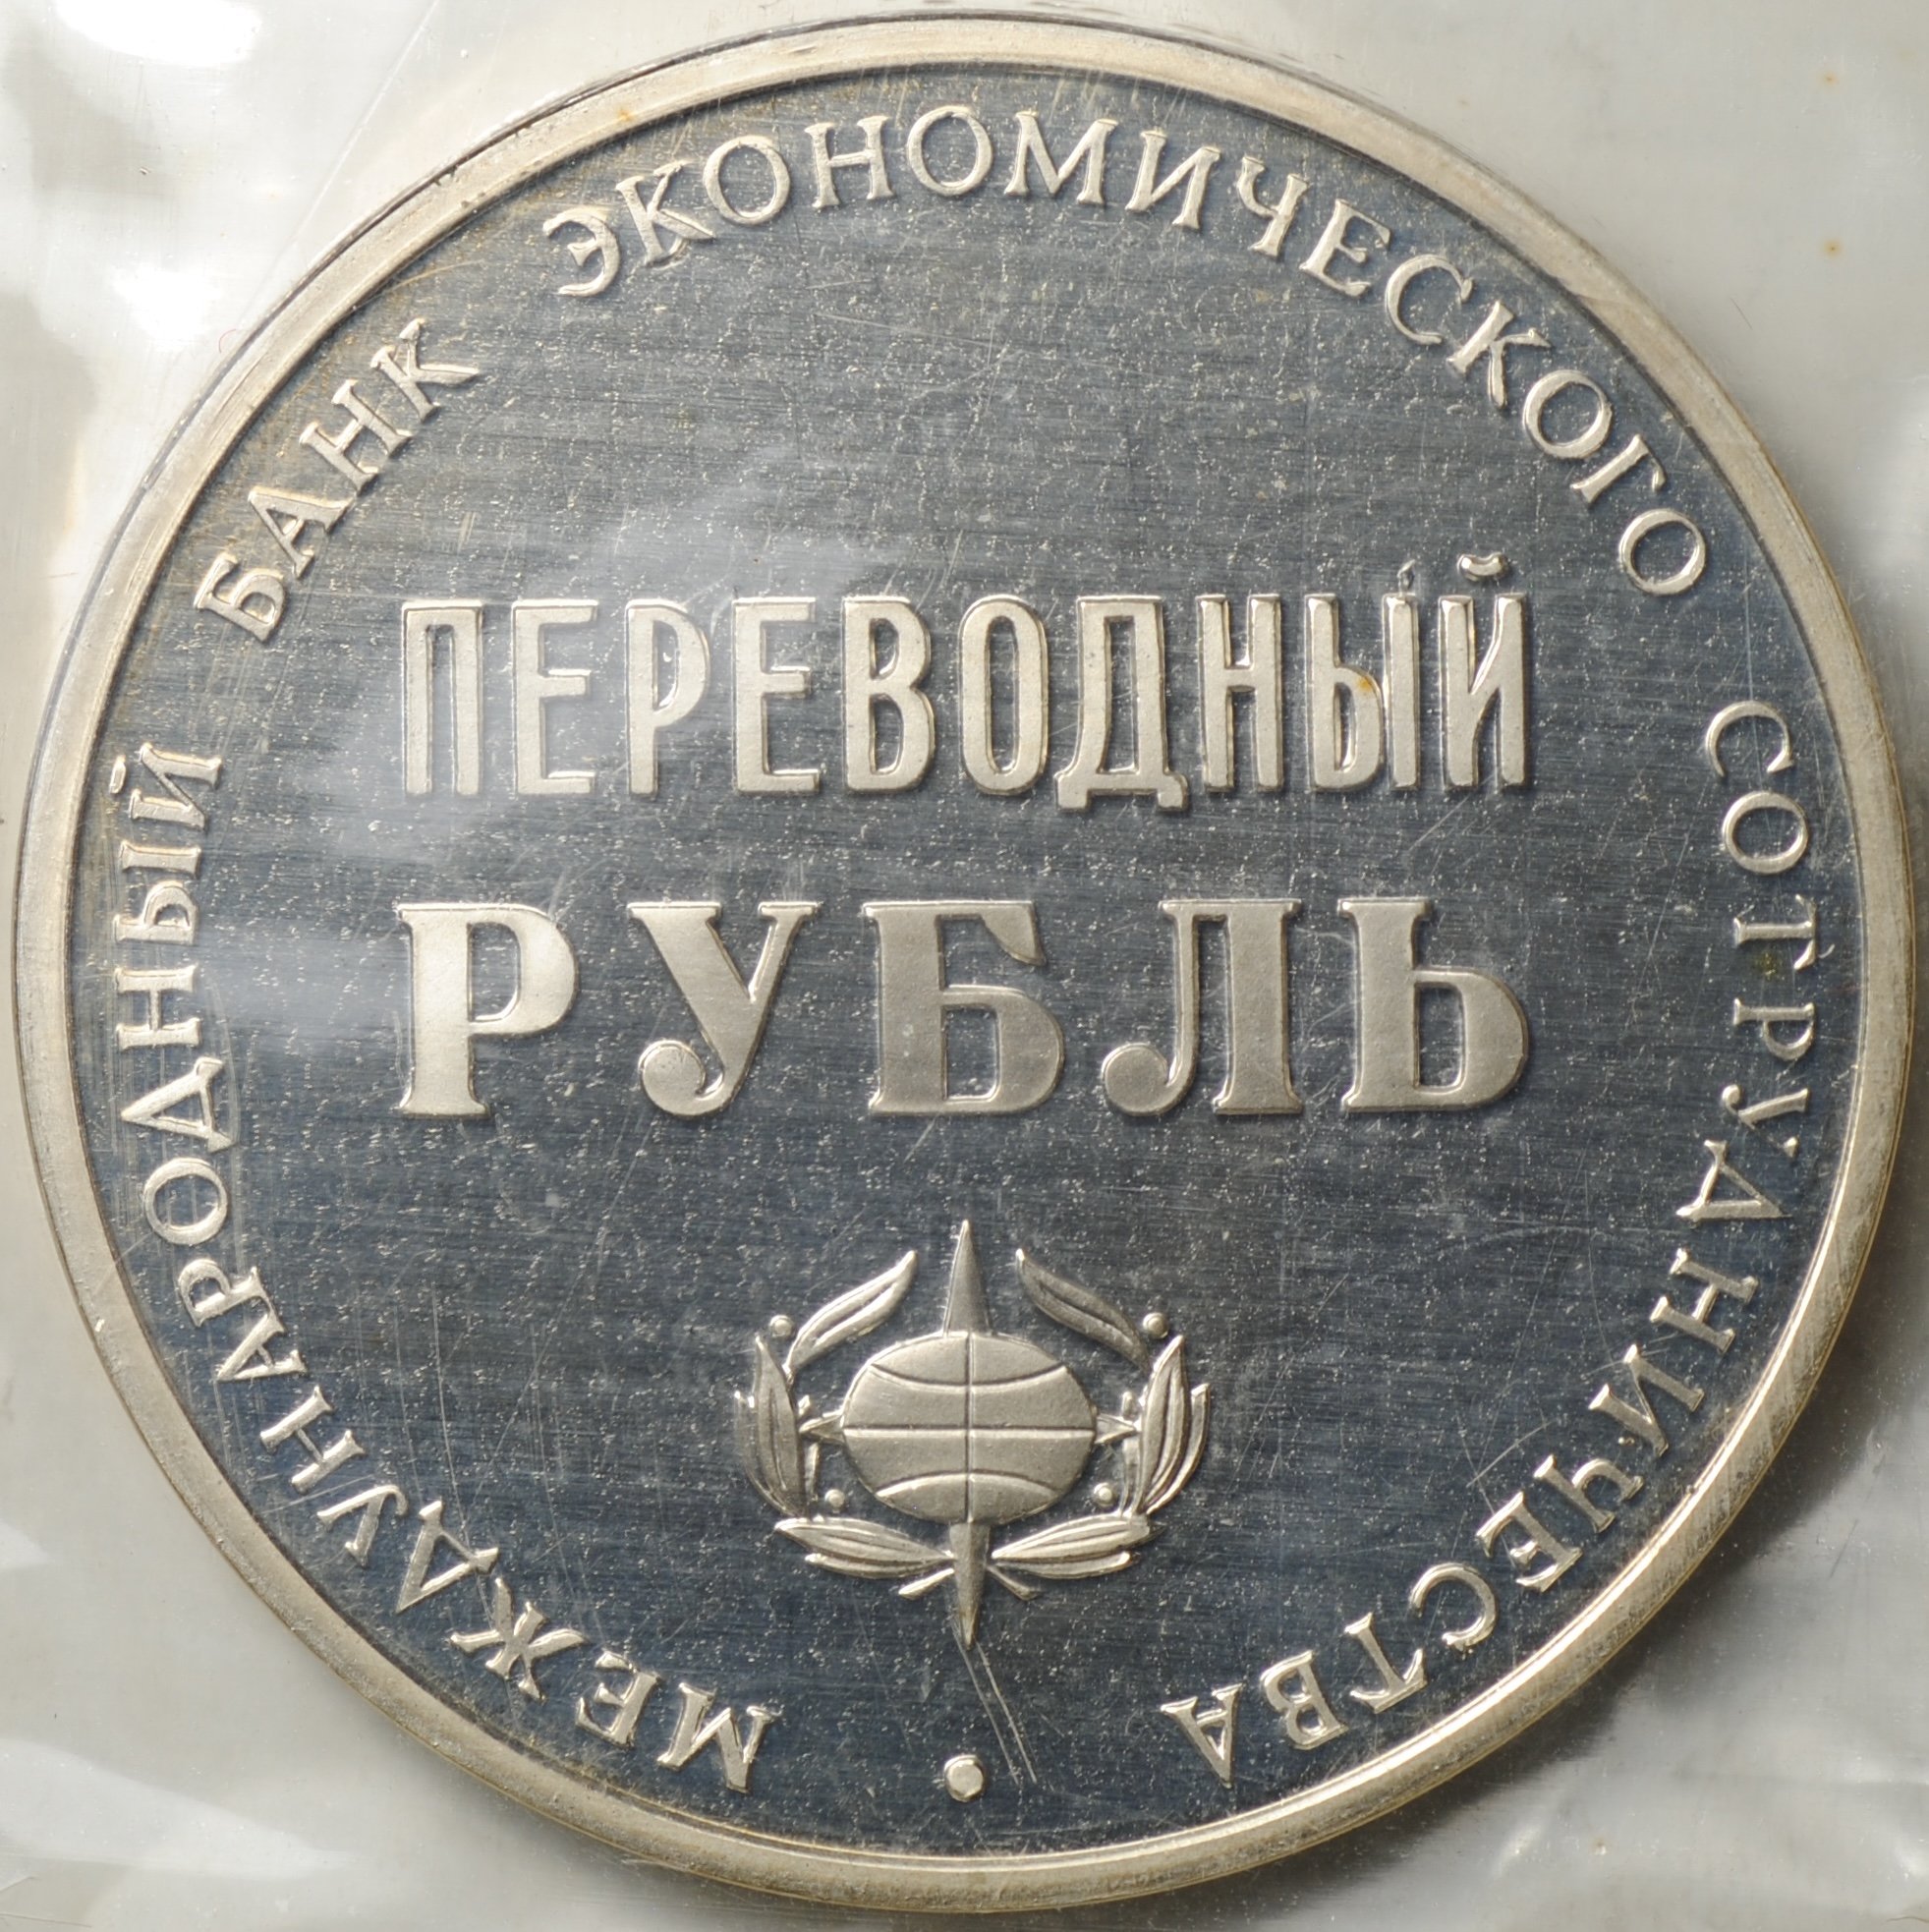 МЕЖДУНАРОДНЫЙ БАНК ЭКОНОМИЧЕСКОГО СОТРУДНИЧЕСТВА
ПЕРЕВОДНЫЙ
РУБЛЬ